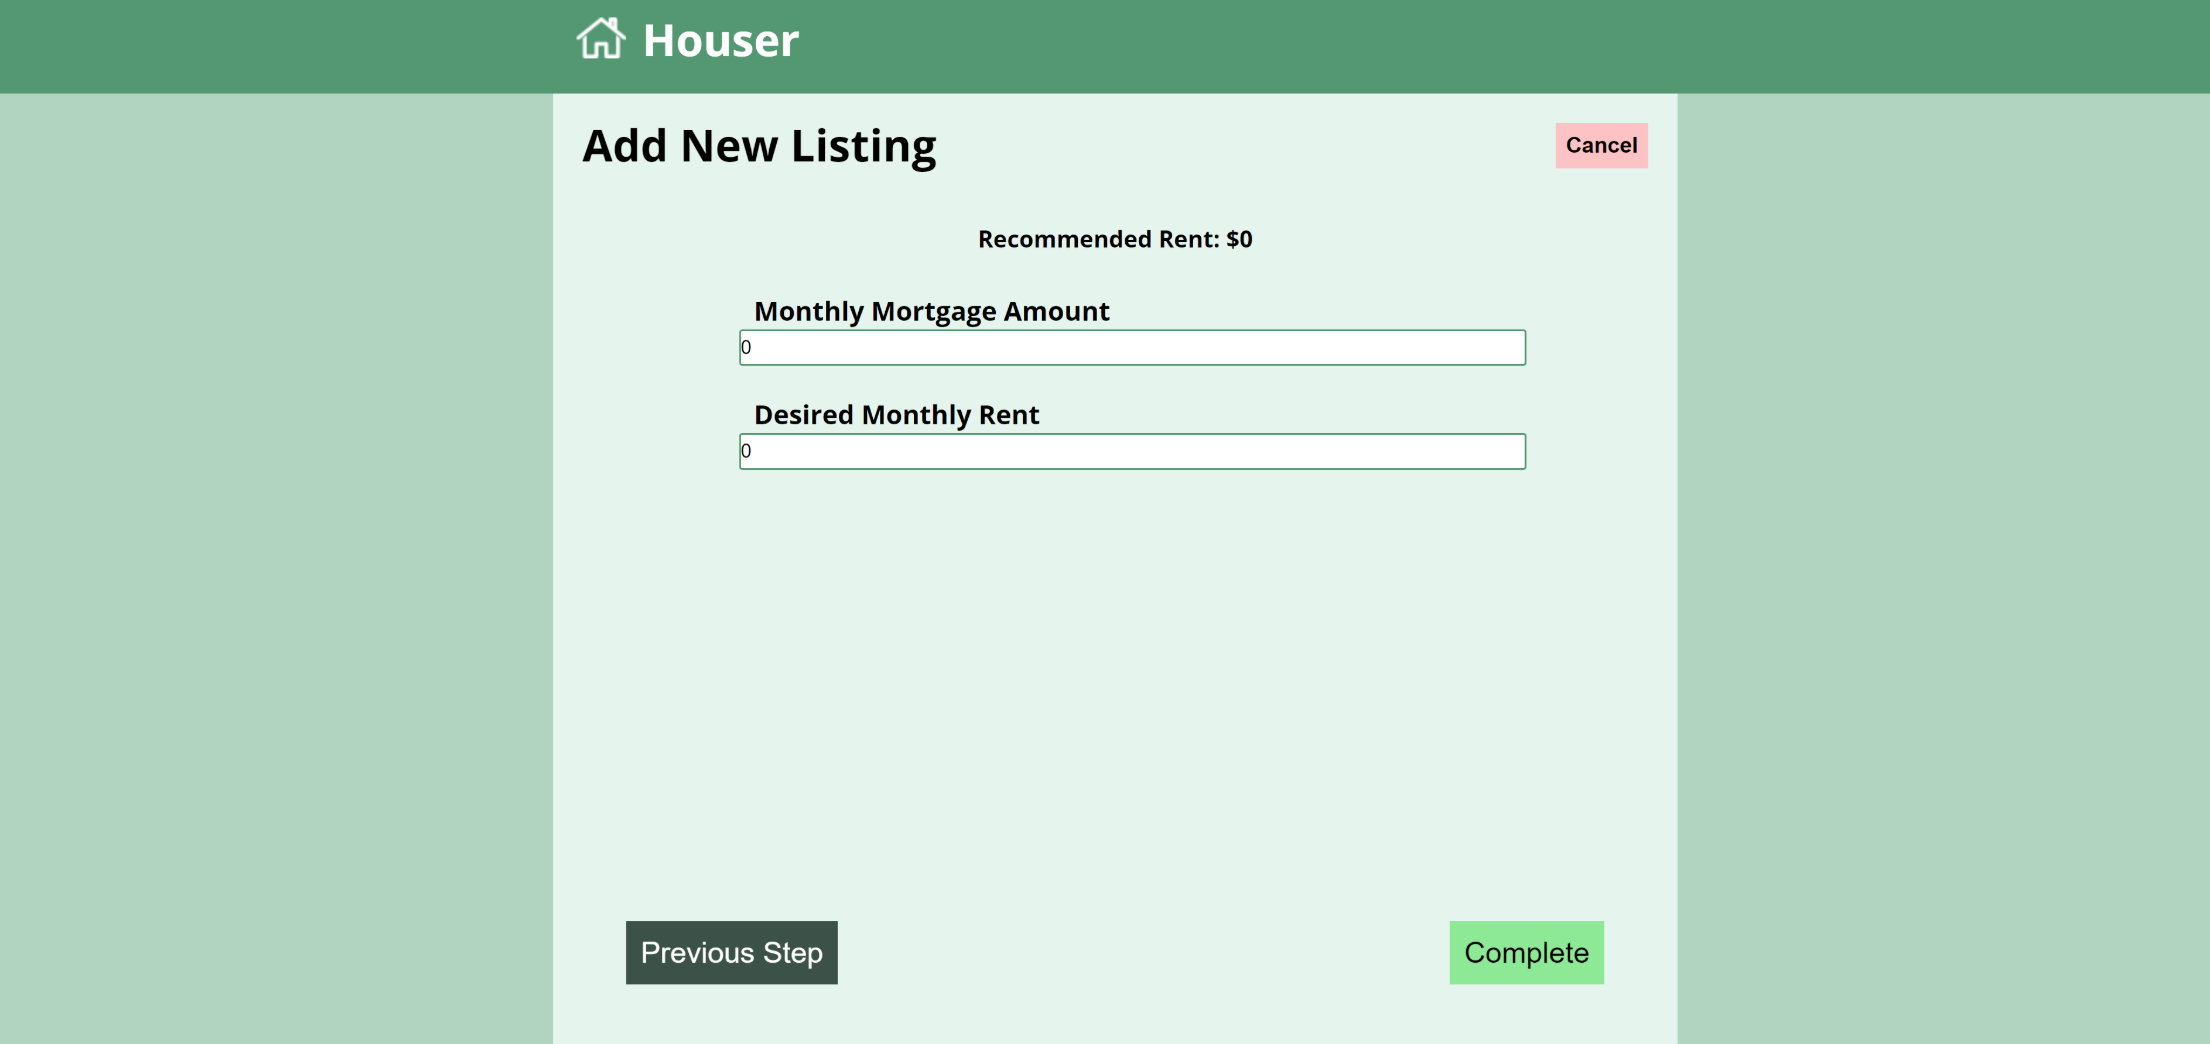 Houser
Add New Listing
Cancel
Recommended Rent: $0
Monthly Mortgage Amount
0
Desired Monthly Rent
0
Previous Step
Complete